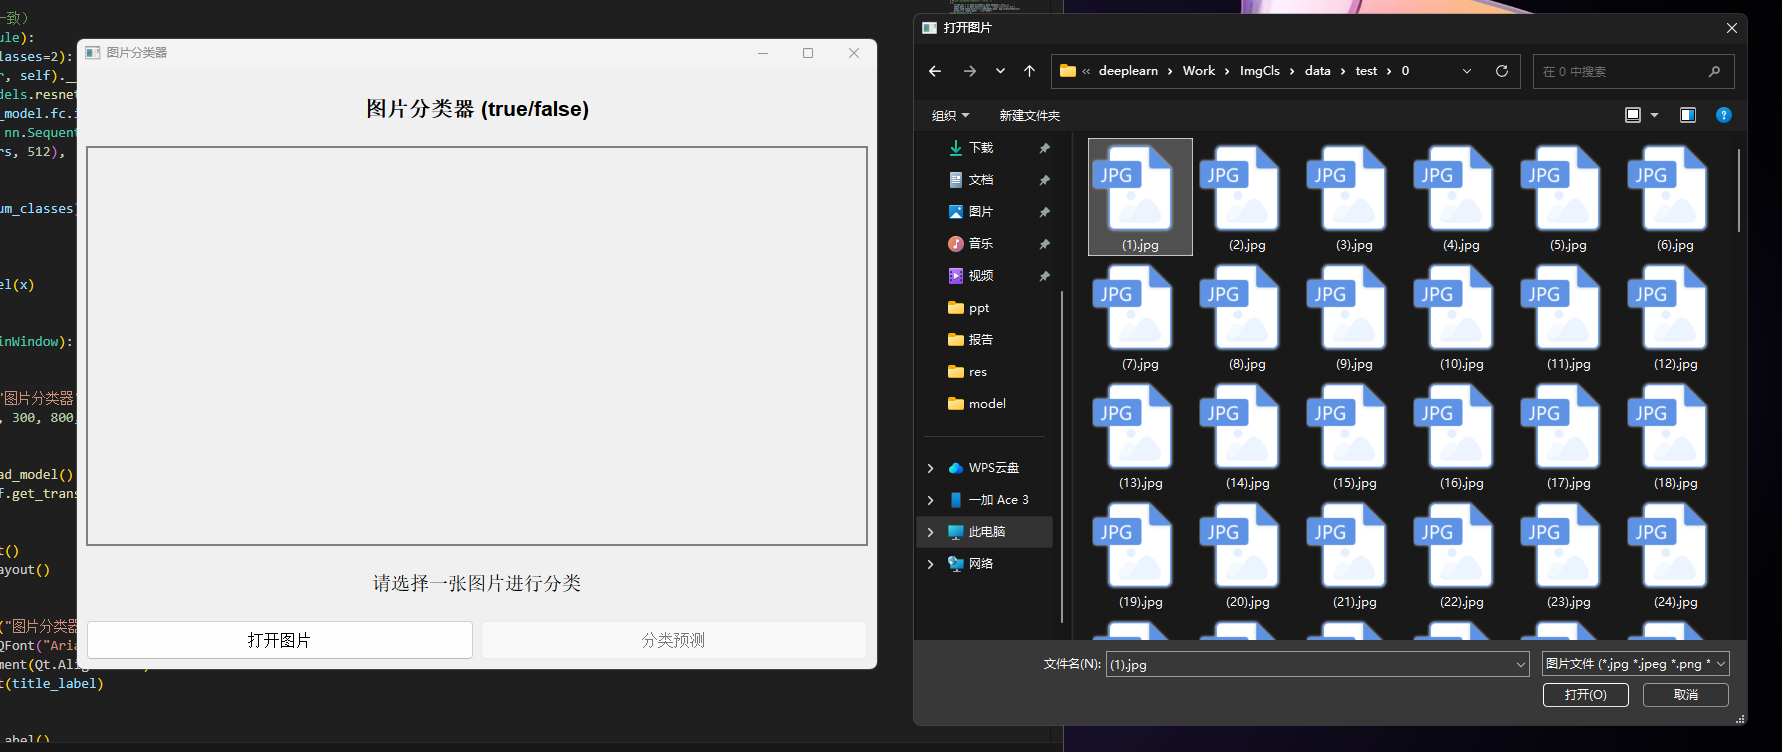 一致）
ule):
lasses=2):
r, self).__
dels.resnet
_model.fc.i
nn.Sequent
rs, 512),
um_classes)
el(x)
inWindow):
"图片分类器"
, 300, 800,
ad_model()
f.get_trans
t()
ayout()
("图片分类器
QFont("Aria
ment(Qt.Alig
t(title_label)
abel()
图片分类器
图片分类器 (true/false)
请选择一张图片进行分类
打开图片 分类预测
打开图片
« deeplearn › Work › ImgCls › data › test › 0
在 0 中搜索
组织 新建文件夹
下载
文档
图片
音乐
视频
ppt
报告
res
model
WPS云盘
一加 Ace 3
此电脑
网络
JPG JPG JPG JPG JPG JPG
(1).jpg (2).jpg (3).jpg (4).jpg (5).jpg (6).jpg
JPG JPG JPG JPG JPG JPG
(7).jpg (8).jpg (9).jpg (10).jpg (11).jpg (12).jpg
JPG JPG JPG JPG JPG JPG
(13).jpg (14).jpg (15).jpg (16).jpg (17).jpg (18).jpg
JPG JPG JPG JPG JPG JPG
(19).jpg (20).jpg (21).jpg (22).jpg (23).jpg (24).jpg
文件名(N): (1).jpg 图片文件 (*.jpg *.jpeg *.png *
打开(O) 取消